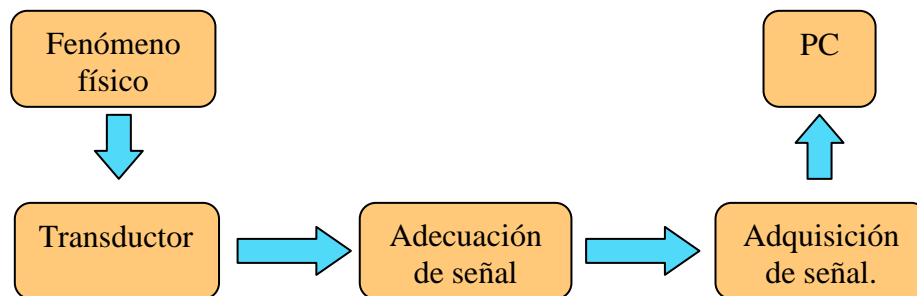 Fenómeno
físico
PC
Transductor
Adecuación
de señal
Adquisición
de señal.